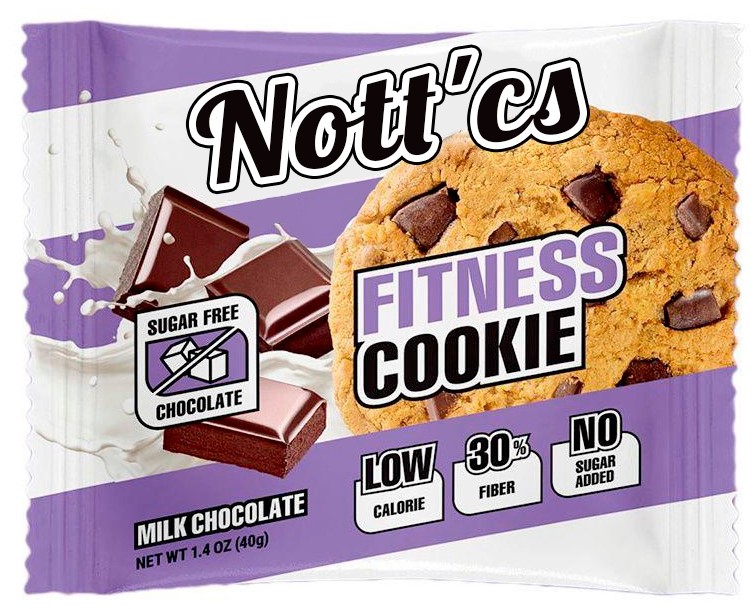 Nott'cs
FITNESS
COOKIE
SUGAR FREE
CHOCOLATE
LOW
CALORIE
30%
FIBER
NO
SUGAR
ADDED
MILK CHOCOLATE
NET WT 1.4 OZ (40g)